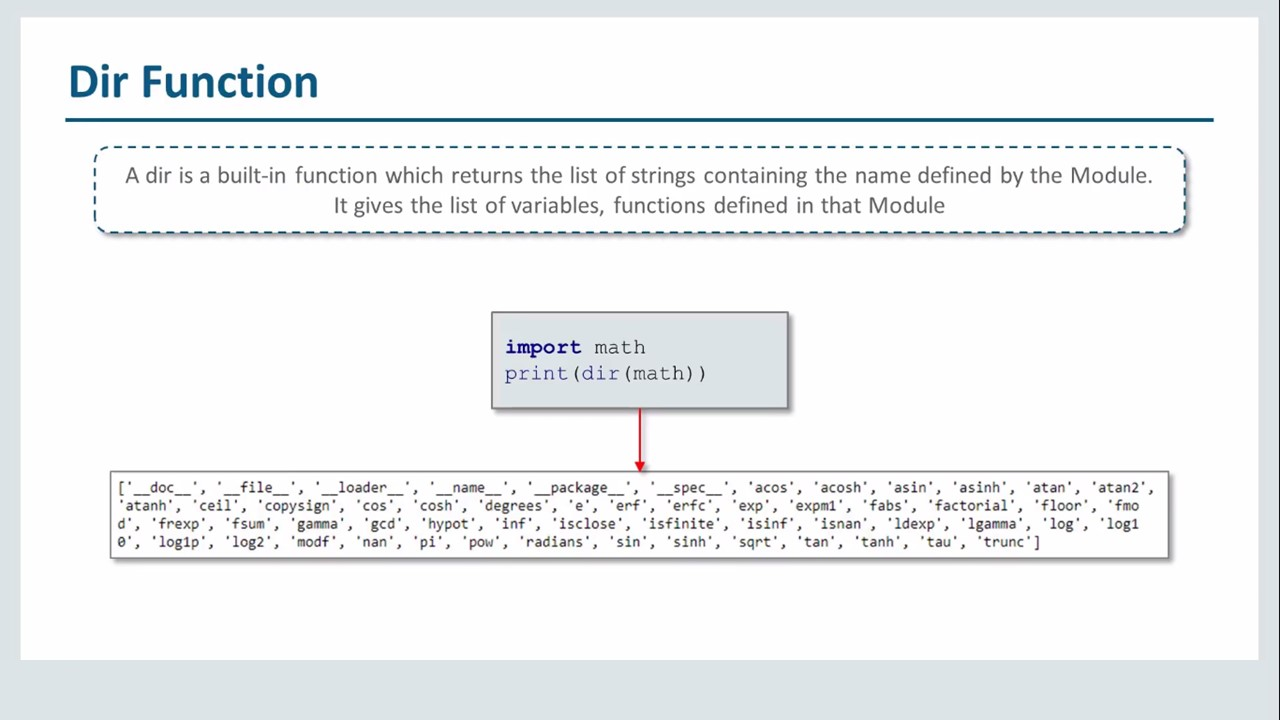 Dir Function
A dir is a built-in function which returns the list of strings containing the name defined by the Module.
It gives the list of variables, functions defined in that Module
import math
print(dir(math))
['__doc__', '__file__', '__loader__', '__name__', '__package__', '__spec__', 'acos', 'acosh', 'asin', 'asinh', 'atan', 'atan2',
'atanh', 'ceil', 'copysign', 'cos', 'cosh', 'degrees', 'e', 'erf', 'erfc', 'exp', 'expm1', 'fabs', 'factorial', 'floor', 'fmo
d', 'frexp', 'fsum', 'gamma', 'gcd', 'hypot', 'inf', 'isclose', 'isfinite', 'isinf', 'isnan', 'ldexp', 'lgamma', 'log', 'log1
0', 'log1p', 'log2', 'modf', 'nan', 'pi', 'pow', 'radians', 'sin', 'sinh', 'sqrt', 'tan', 'tanh', 'tau', 'trunc']